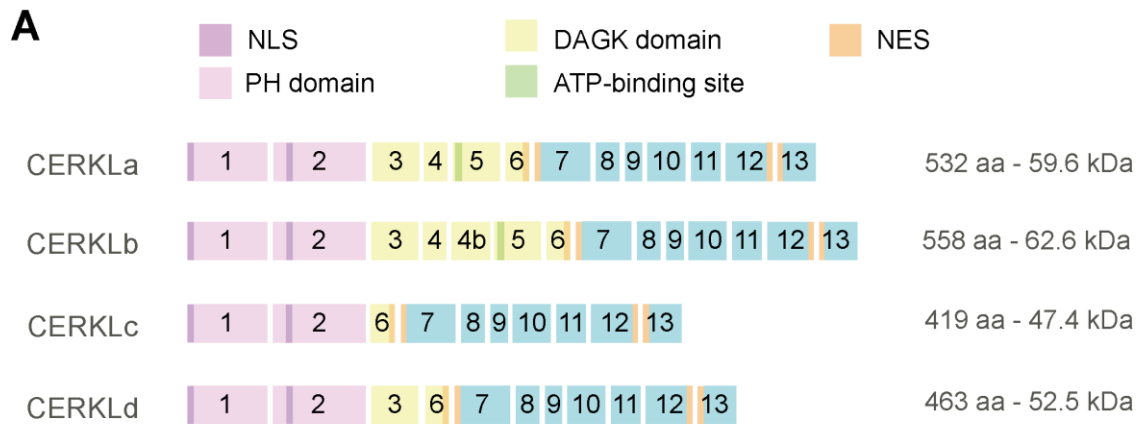 A
NLS DAGK domain NES
PH domain ATP-binding site
CERKLa 1 2 3 4 5 6 7 8 9 10 11 12 13 532 aa - 59.6 kDa
CERKLb 1 2 3 4 4b 5 6 7 8 9 10 11 12 13 558 aa - 62.6 kDa
CERKLc 1 2 6 7 8 9 10 11 12 13 419 aa - 47.4 kDa
CERKLd 1 2 3 6 7 8 9 10 11 12 13 463 aa - 52.5 kDa